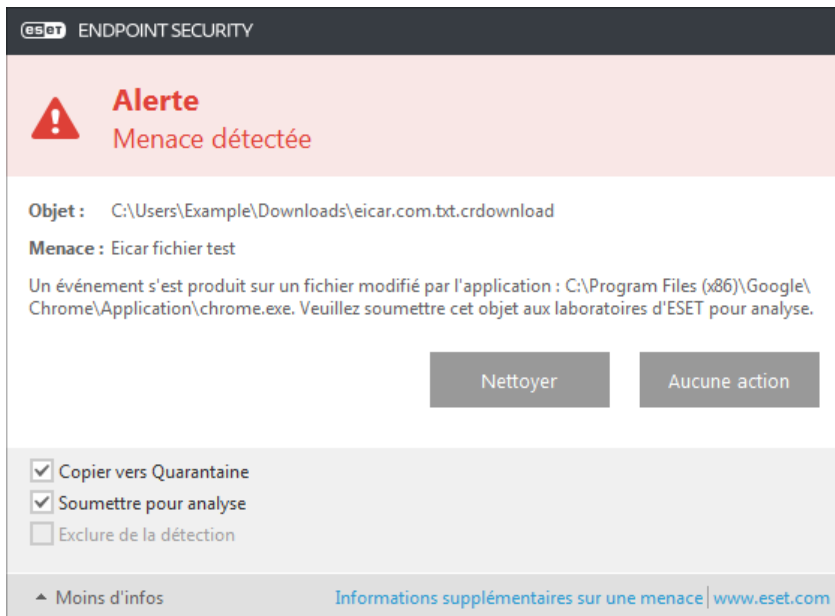 eseT ENDPOINT SECURITY
Alerte
Menace détectée
Objet : C:\Users\Example\Downloads\eicar.com.txt.crdownload
Menace : Eicar fichier test
Un événement s'est produit sur un fichier modifié par l'application : C:\Program Files (x86)\Google\
Chrome\Application\chrome.exe. Veuillez soumettre cet objet aux laboratoires d'ESET pour analyse.
Nettoyer Aucune action
Copier vers Quarantaine
Soumettre pour analyse
Exclure de la détection
Moins d'infos Informations supplémentaires sur une menace www.eset.com